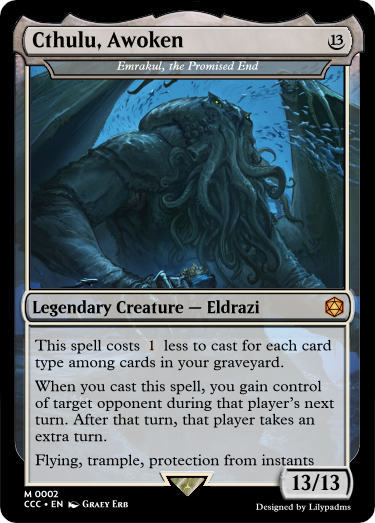 Cthulu, Awoken 13
Emrakul, the Promised End
Legendary Creature — Eldrazi
This spell costs 1 less to cast for each card
type among cards in your graveyard.
When you cast this spell, you gain control
of target opponent during that player's next
turn. After that turn, that player takes an
extra turn.
Flying, trample, protection from instants
13/13
M 0002
CCC • EN Graey Erb
Designed by Lilypadms